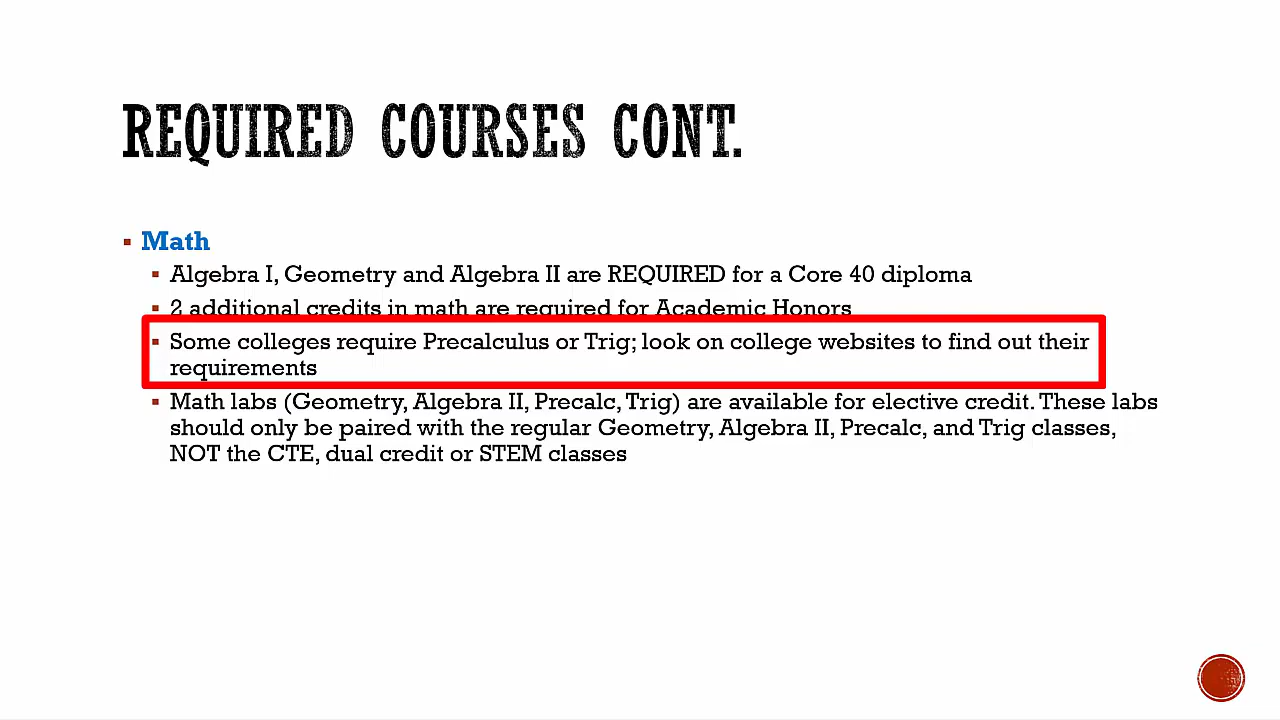 REQUIRED COURSES CONT.
Math
Algebra I, Geometry and Algebra II are REQUIRED for a Core 40 diploma
2 additional credits in math are required for Academic Honors
Some colleges require Precalculus or Trig; look on college websites to find out their
requirements
Math labs (Geometry, Algebra II, Precalc, Trig) are available for elective credit. These labs
should only be paired with the regular Geometry, Algebra II, Precalc, and Trig classes,
NOT the CTE, dual credit or STEM classes